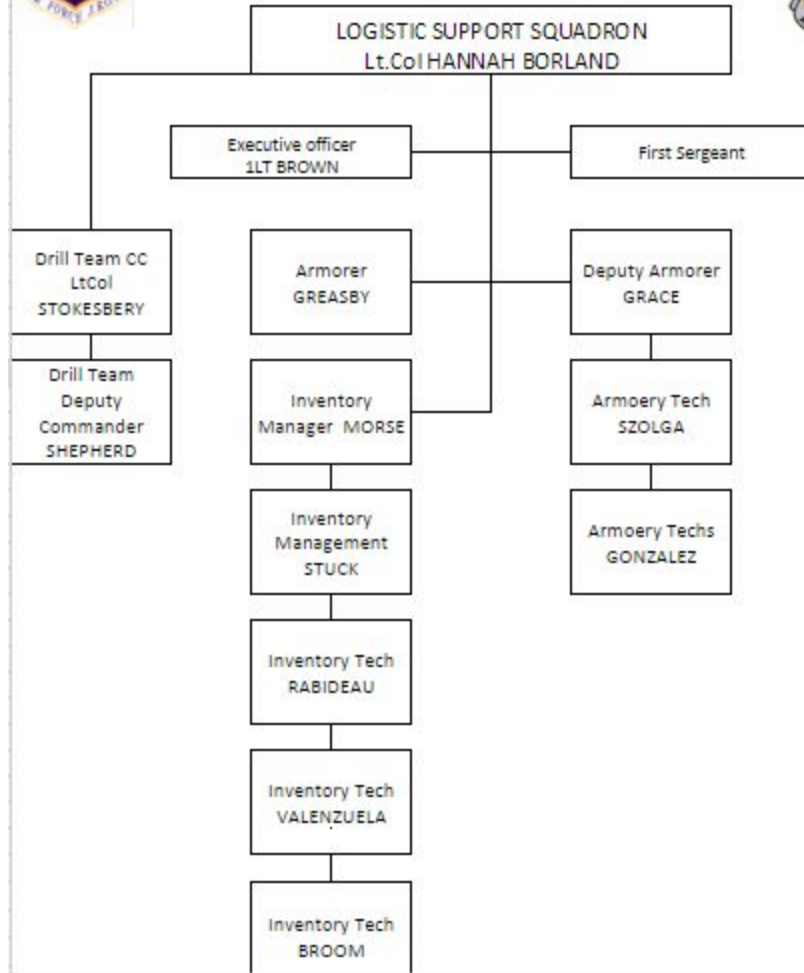 FORCE JROTC
LOGISTIC SUPPORT SQUADRON
Lt.Col HANNAH BORLAND
Executive officer
1LT BROWN
First Sergeant
Drill Team CC
LtCol
STOKESBERY
Armorer
GREASBY
Deputy Armorer
GRACE
Drill Team
Deputy
Commander
SHEPHERD
Inventory
Manager MORSE
Armoery Tech
SZOLGA
Inventory
Management
STUCK
Armoery Techs
GONZALEZ
Inventory Tech
RABIDEAU
Inventory Tech
VALENZUELA
Inventory Tech
BROOM